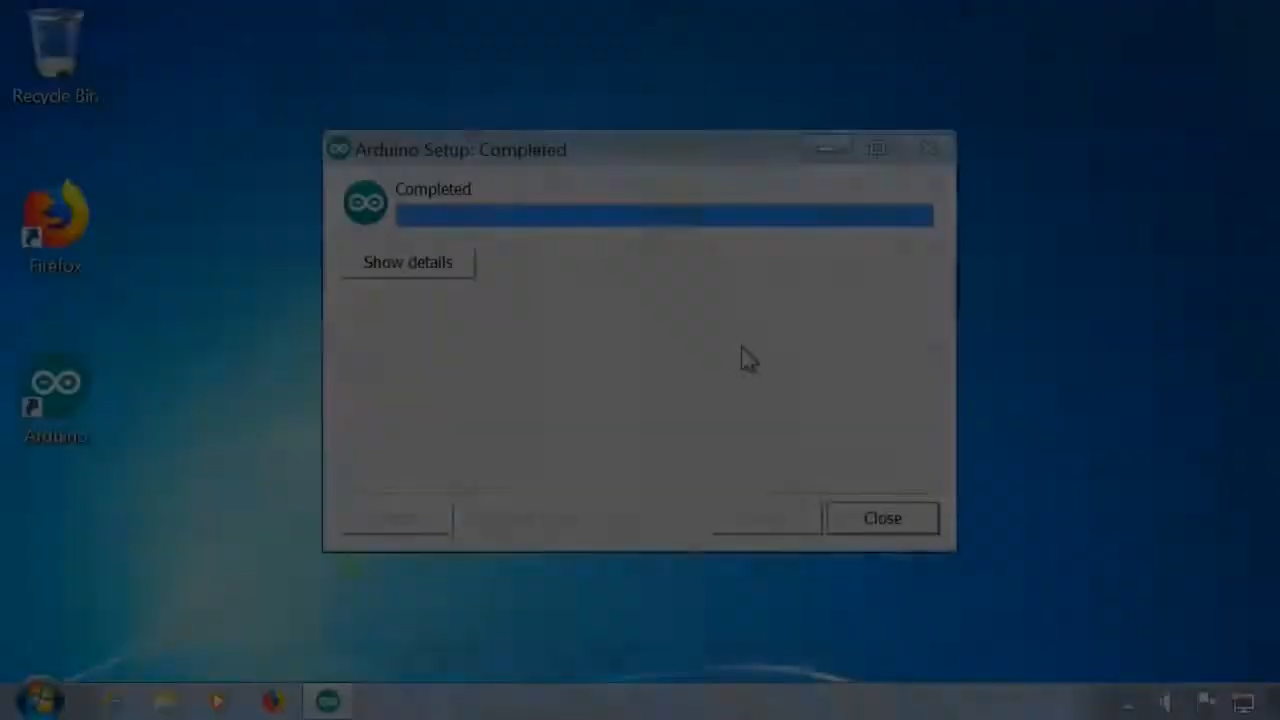 Recycle Bin
Firefox
Arduino
Arduino Setup: Completed
Completed
Show details
Close